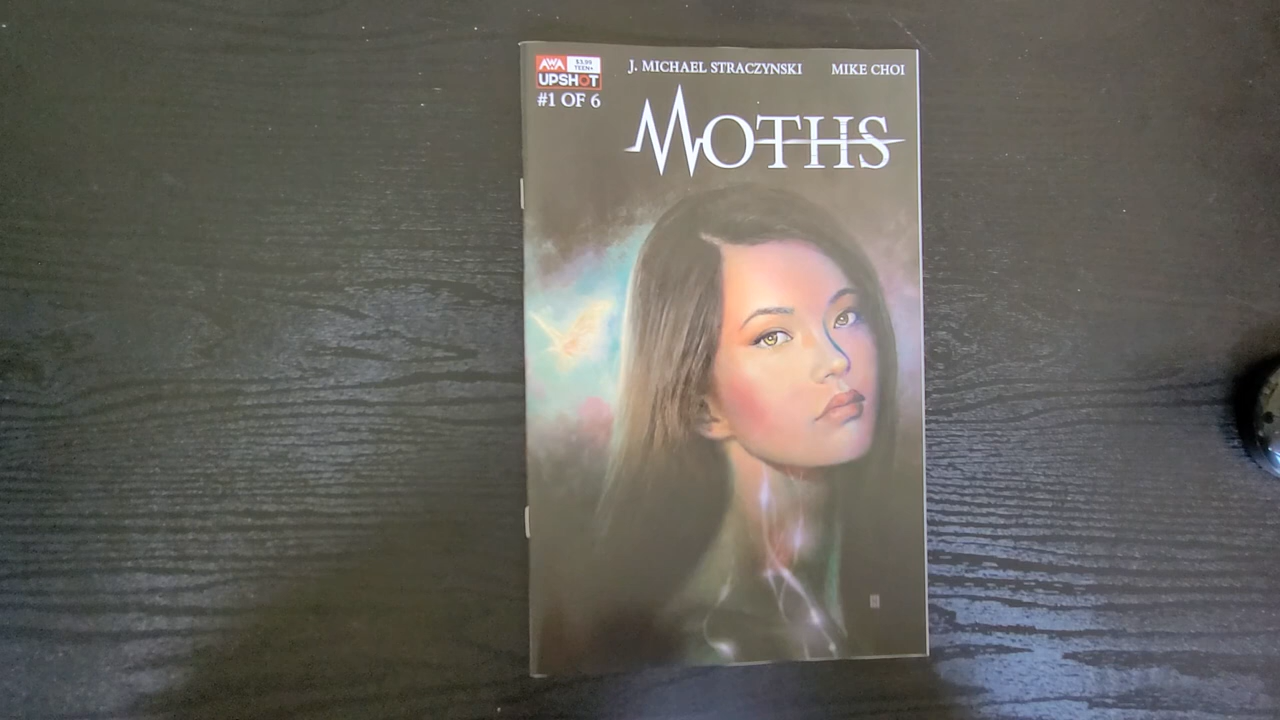 AWA
$3.99
TEEN+
UPSHOT
#1 OF 6
J. MICHAEL STRACZYNSKI MIKE CHOI
MOTHS